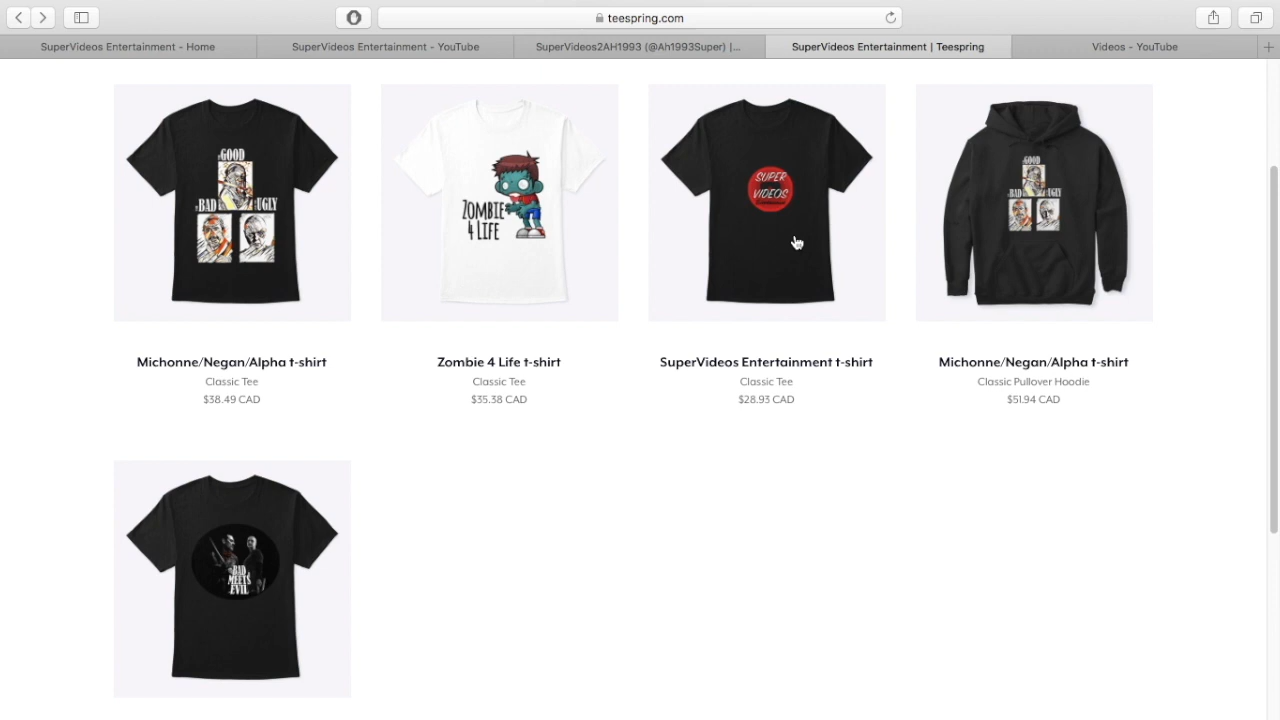 teespring.com
SuperVideos Entertainment - Home
SuperVideos Entertainment - YouTube
SuperVideos2AH1993 (@Ah1993Super) |...
SuperVideos Entertainment | Teespring
Videos - YouTube
GOOD
BAD UGLY
ZOMBIE
4 LIFE
SUPER
VIDEOS
GOOD
BAD UGLY
Michonne/Negan/Alpha t-shirt
Classic Tee
$38.49 CAD
Zombie 4 Life t-shirt
Classic Tee
$35.38 CAD
SuperVideos Entertainment t-shirt
Classic Tee
$28.93 CAD
Michonne/Negan/Alpha t-shirt
Classic Pullover Hoodie
$51.94 CAD
BAD
MEETS
EVIL